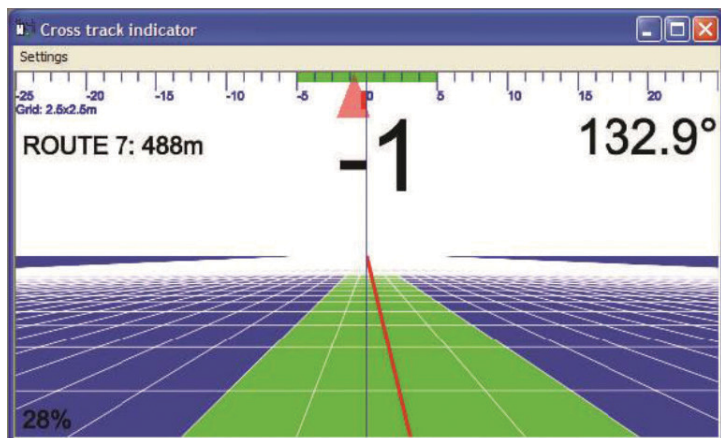 Cross track indicator
Settings
-25 -20 -15 -10 -5 0 5 10 15 20
Grid: 2.5x2.5m
ROUTE 7: 488m
-1
132.9°
28%